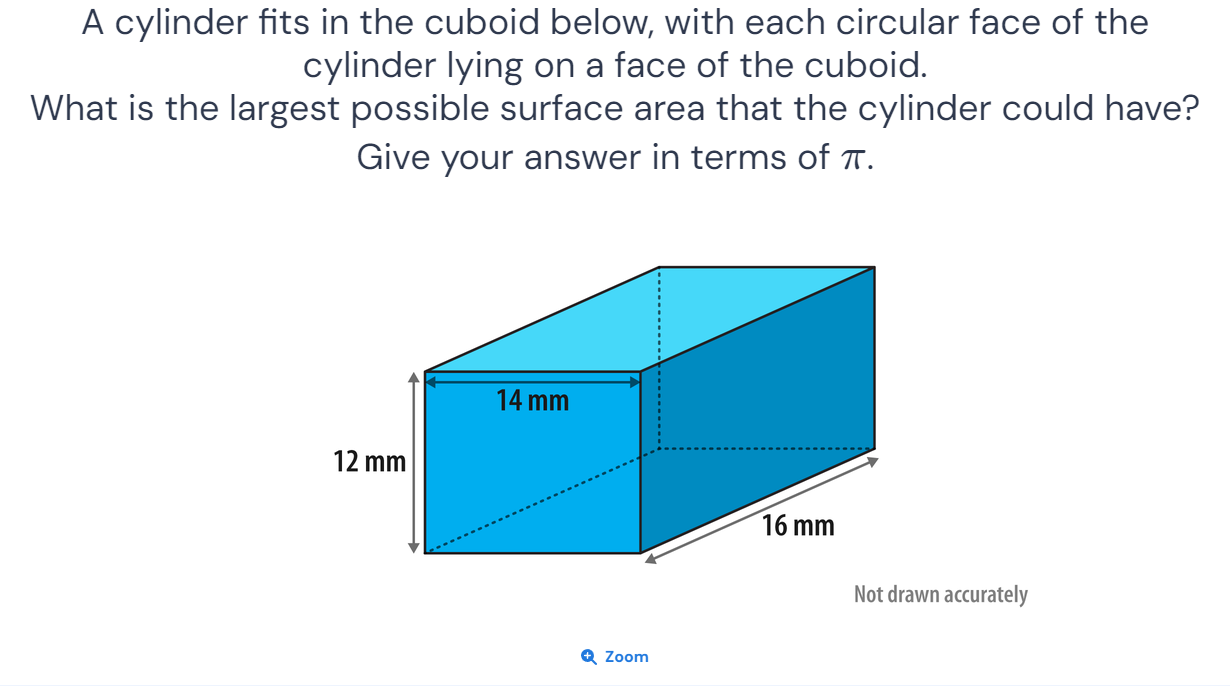 A cylinder fits in the cuboid below, with each circular face of the
cylinder lying on a face of the cuboid.
What is the largest possible surface area that the cylinder could have?
Give your answer in terms of π.
14 mm
12 mm
16 mm
Not drawn accurately
Zoom